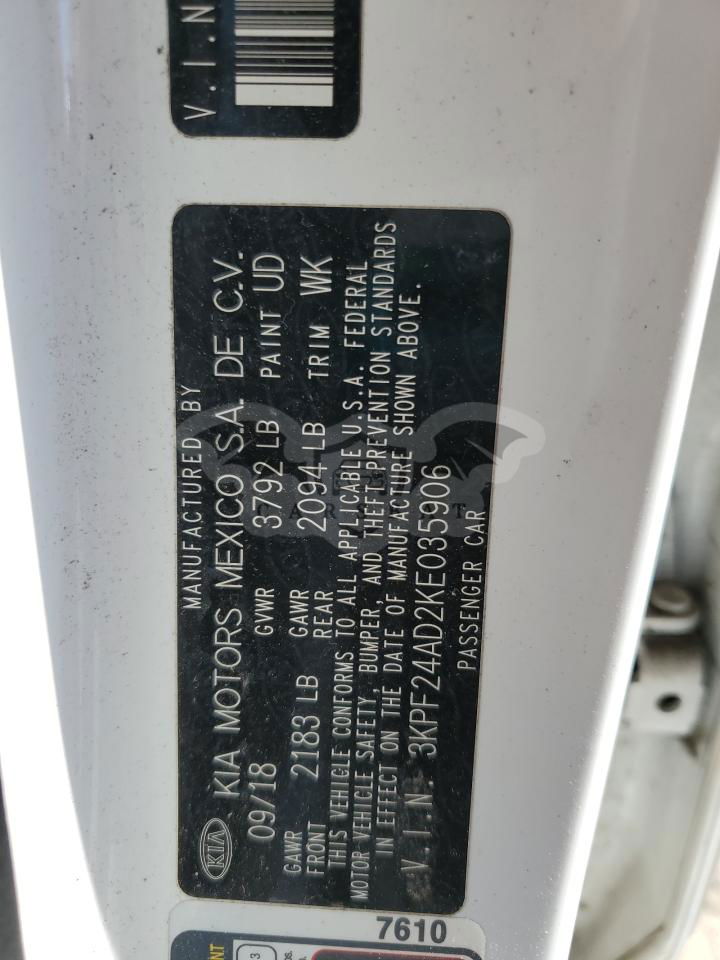 V.I.N
MANUFACTURED BY
KIA KIA MOTORS MEXICO S.A. DE C.V.
09/18 GVWR 3792 LB PAINT UD
GAWR FRONT 2183 LB GAWR REAR 2094 LB TRIM WK
THIS VEHICLE CONFORMS TO ALL APPLICABLE U.S.A. FEDERAL
MOTOR VEHICLE SAFETY, BUMPER, AND THEFT PREVENTION STANDARDS
IN EFFECT ON THE DATE OF MANUFACTURE SHOWN ABOVE.
V.I.N. 3KPF24AD2KE035906
PASSENGER CAR
7610